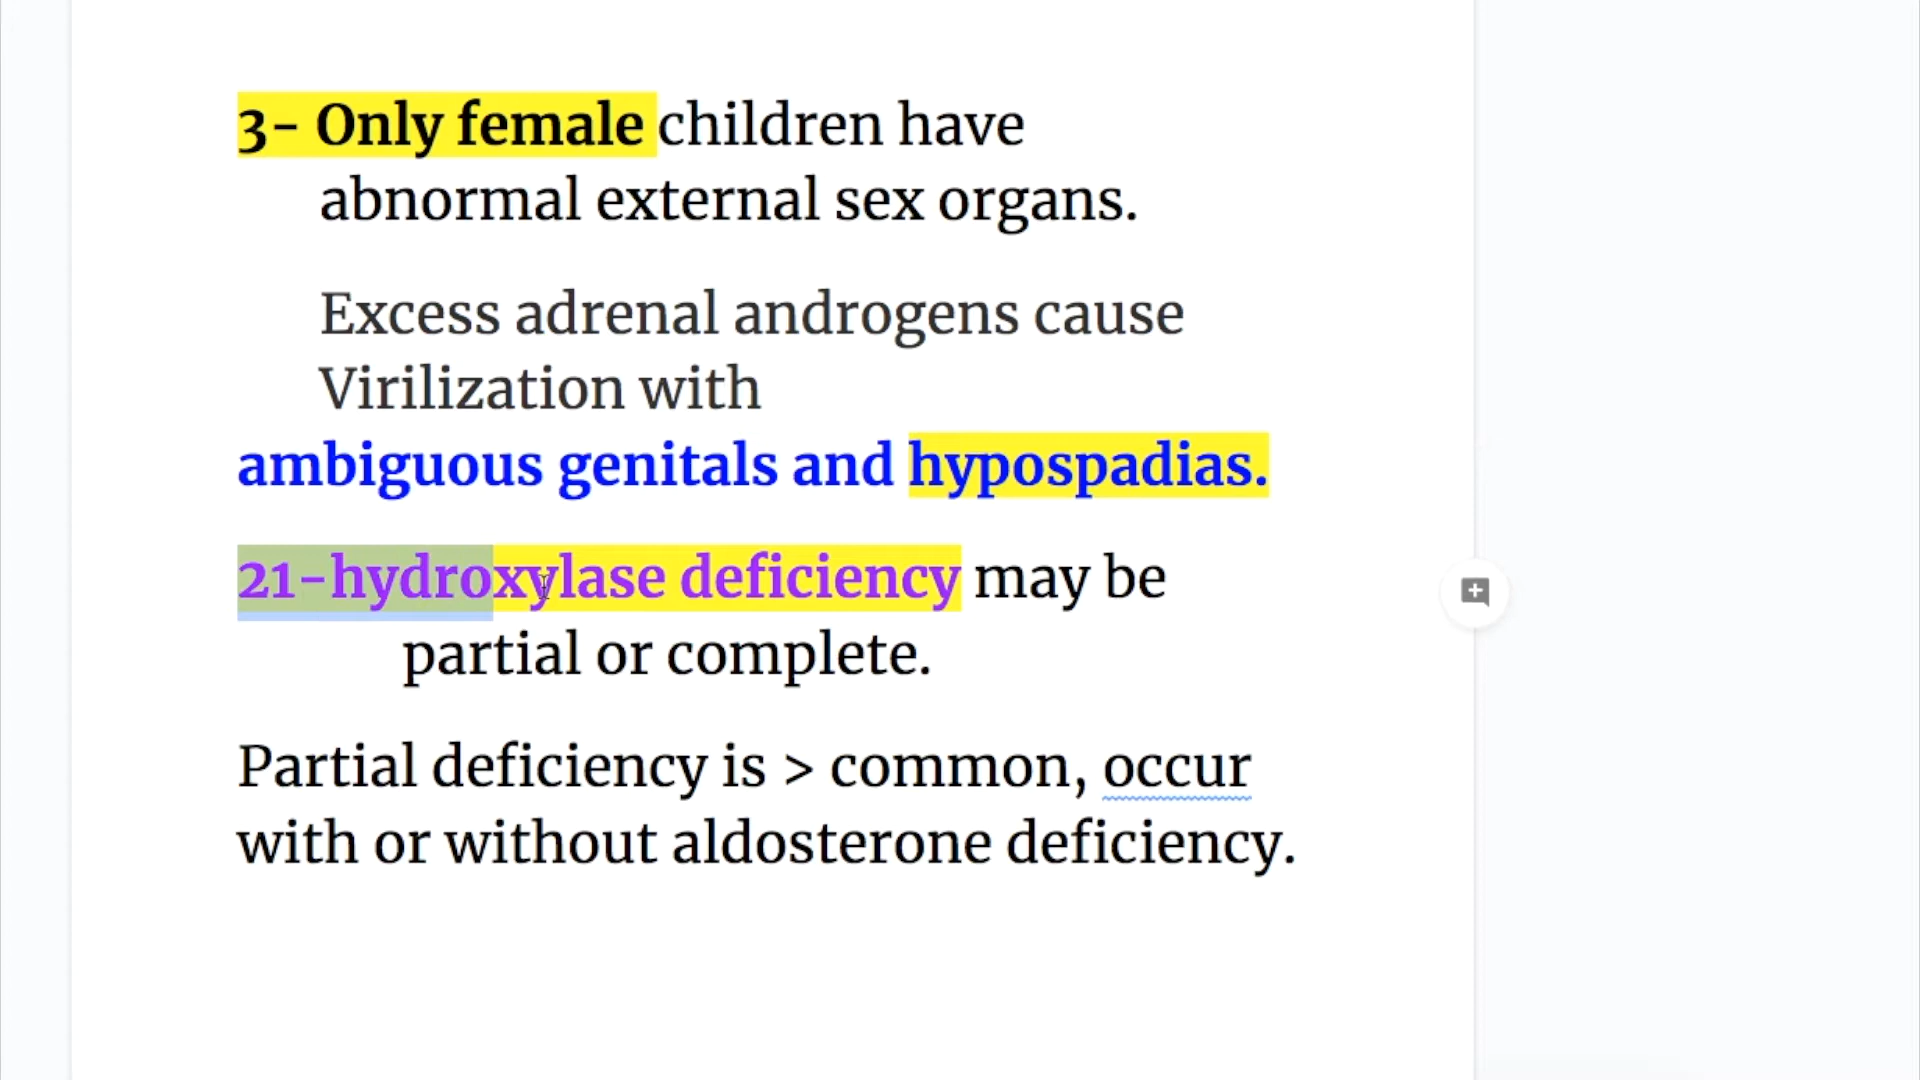 3- Only female children have
abnormal external sex organs.
Excess adrenal androgens cause
Virilization with
ambiguous genitals and hypospadias.
21-hydroxylase deficiency may be
partial or complete.
Partial deficiency is > common, occur
with or without aldosterone deficiency.